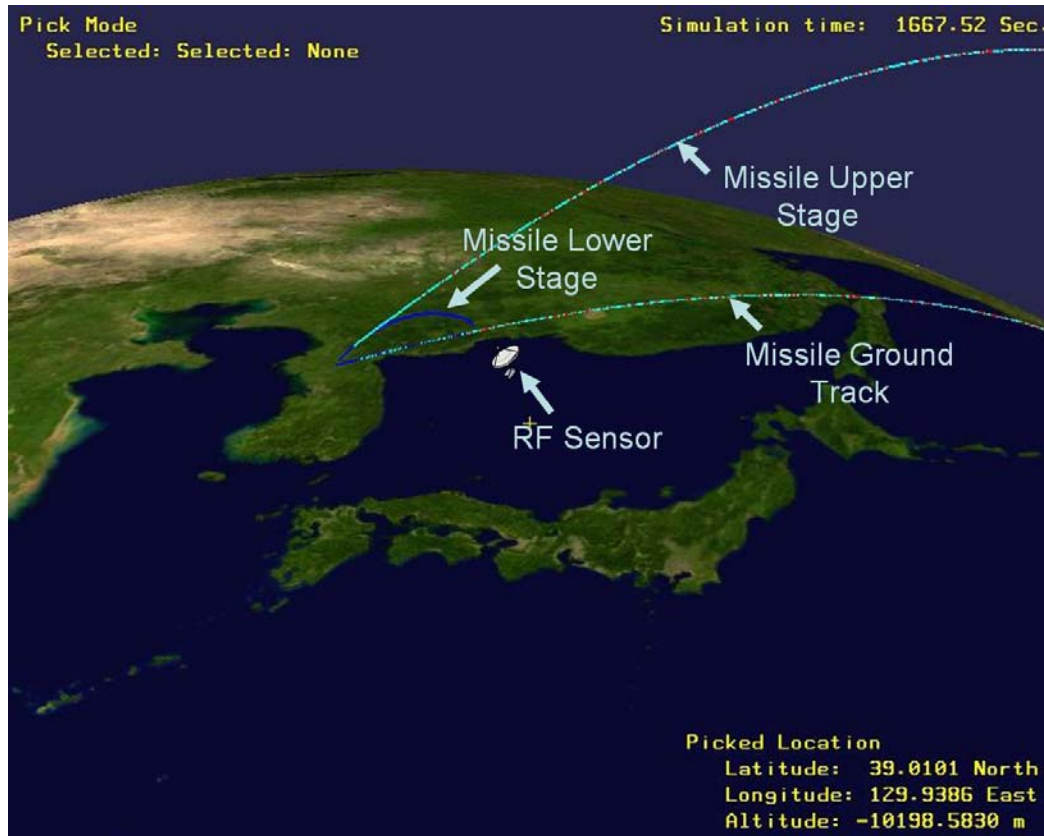 Pick Mode
Selected: Selected: None
Simulation time: 1667.52 Sec.
Missile Upper
Stage
Missile Lower
Stage
Missile Ground
Track
RF Sensor
Picked Location
Latitude: 39.0101 North
Longitude: 129.9386 East
Altitude: -10198.5830 m